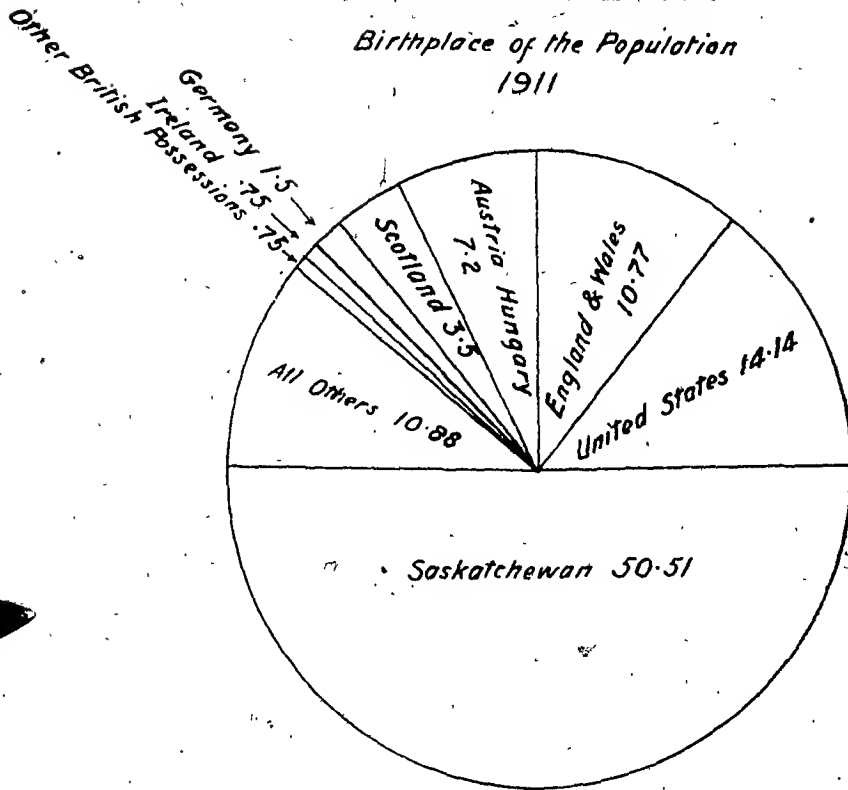 Birthplace of the Population
1911
Other British Possessions .75
Ireland .75
Germany 1.5
Scotland 3.5
Austria Hungary
7.2
England & Wales
10.77
United States 14.14
All Others 10.88
Saskatchewan 50.51